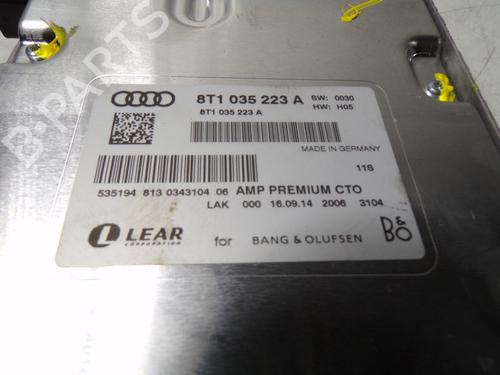 8T1 035 223 A SW: 0030
8T1 035 223 A HW: H05
MADE IN GERMANY
11S
535194 813 0343104 06 AMP PREMIUM CTO
LAK 000 16.09.14 2006 3104
LEAR
CORPORATION
for BANG & OLUFSEN
B&O
B-PARTS